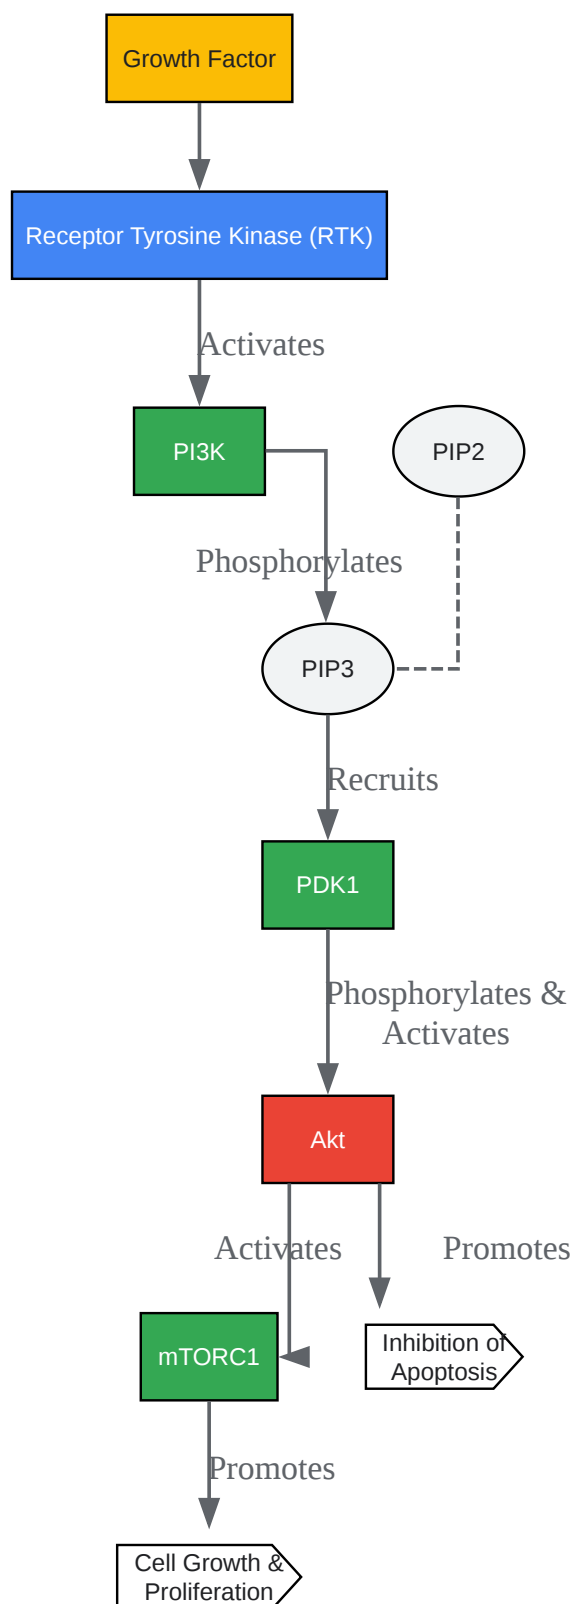 Growth Factor
Receptor Tyrosine Kinase (RTK)
Activates
PI3K
PIP2
Phosphorylates
PIP3
Recruits
PDK1
Phosphorylates &
Activates
Akt
Activates
Promotes
Inhibition of
Apoptosis
mTORC1
Promotes
Cell Growth &
Proliferation